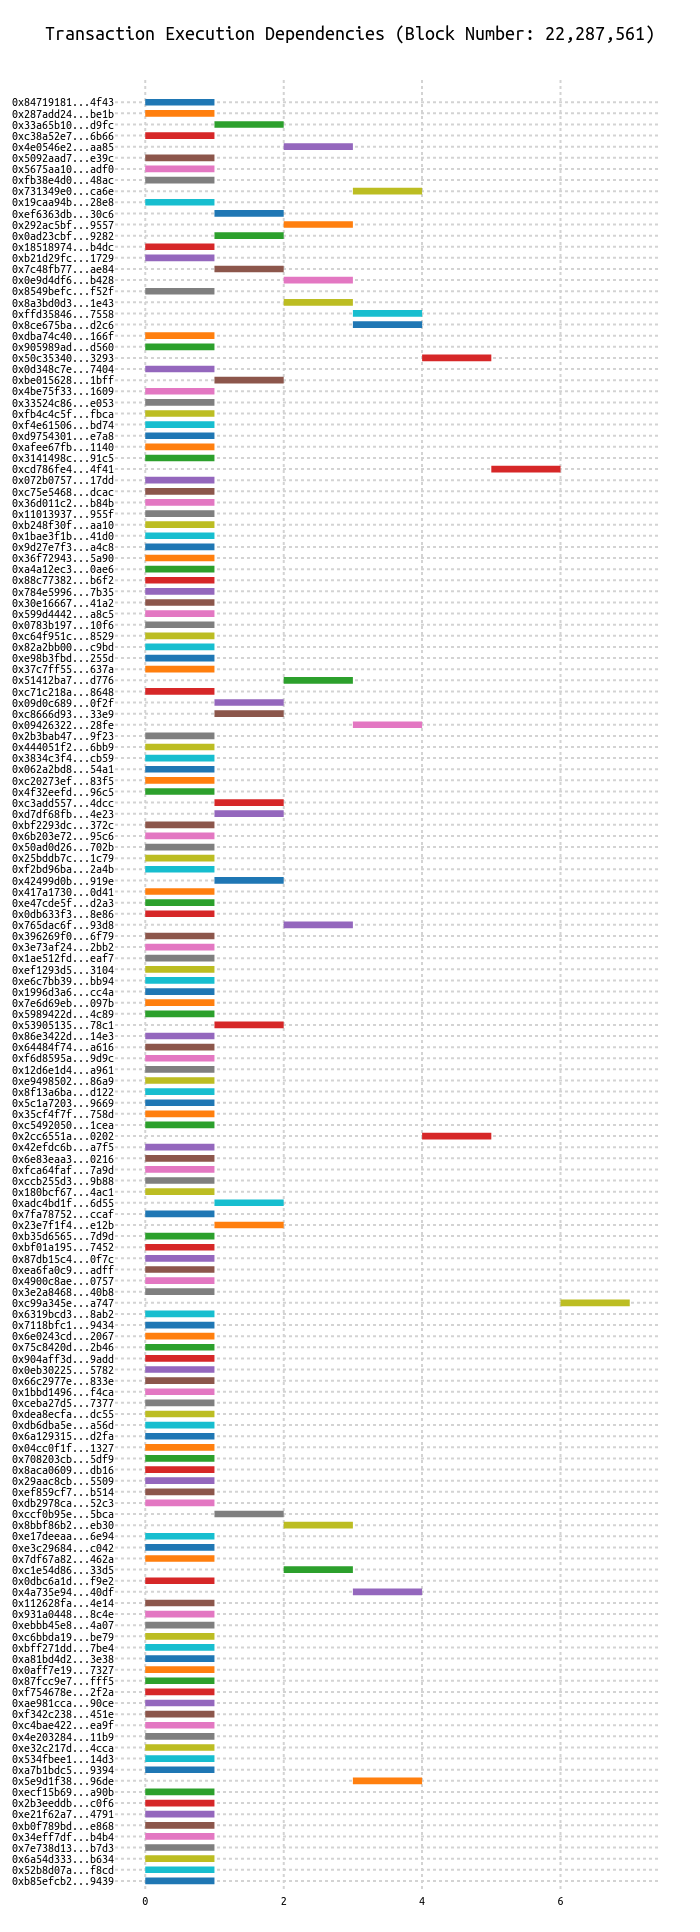 Transaction Execution Dependencies (Block Number: 22,287,561)
0x84719181...4f43
0x287add24...be1b
0x33a65b10...d9fc
0xc38a52e7...6b66
0x4e0546e2...aa85
0x5092aad7...e39c
0x5675aa10...adf0
0xfb38e4d0...48ac
0x731349e0...ca6e
0x19caa94b...28e8
0xef6363db...30c6
0x292ac5bf...9557
0x0ad23cbf...9282
0x18518974...b4dc
0xb21d29fc...1729
0x7c48fb77...ae84
0x0e9d4df6...b428
0x8549befc...f52f
0x8a3bd0d3...1e43
0xffd35846...7558
0x8ce675ba...d2c6
0xdba74c40...166f
0x905989ad...d560
0x50c35340...3293
0x0d348c7e...7404
0xbe015628...1bff
0x4be75f33...1609
0x33524c86...e053
0xfb4c4c5f...fbca
0xf4e61506...bd74
0xd9754301...e7a8
0xafee67fb...1140
0x3141498c...91c5
0xcd786fe4...4f41
0x072b0757...17dd
0xc75e5468...dcac
0x36d011c2...b84b
0x11013937...955f
0xb248f30f...aa10
0x1bae3f1b...41d0
0x9d27e7f3...a4c8
0x36f72943...5a90
0xa4a12ec3...0ae6
0x88c77382...b6f2
0x784e5996...7b35
0x30e16667...41a2
0x599d4442...a8c5
0x0783b197...10f6
0xc64f951c...8529
0x82a2bb00...c9bd
0xe98b3fbd...255d
0x37c7ff55...637a
0x51412ba7...d776
0xc71c218a...8648
0x09d0c689...0f2f
0xc8666d93...33e9
0x09426322...28fe
0x2b3bab47...9f23
0x444051f2...6bb9
0x3834c3f4...cb59
0x062a2bd8...54a1
0xc20273ef...83f5
0x4f32eefd...96c5
0xc3add557...4dcc
0xd7df68fb...4e23
0xbf2293dc...372c
0x6b203e72...95c6
0x50ad0d26...702b
0x25bddb7c...1c79
0xf2bd96ba...2a4b
0x42499d0b...919e
0x417a1730...0d41
0xe47cde5f...d2a3
0x0db633f3...8e86
0x765dac6f...93d8
0x396269f0...6f79
0x3e73af24...2bb2
0x1ae512fd...eaf7
0xef1293d5...3104
0xe6c7bb39...bb94
0x1996d3a6...cc4a
0x7e6d69eb...097b
0x5989422d...4c89
0x53905135...78c1
0x86e3422d...14e3
0x64484f74...a616
0xf6d8595a...9d9c
0x12d6e1d4...a961
0xe9498502...86a9
0x8f13a6ba...d122
0x5c1a7203...9669
0x35cf4f7f...758d
0xc5492050...1cea
0x2cc6551a...0202
0x42efdc6b...a7f5
0x6e83eaa3...0216
0xfca64faf...7a9d
0xccb255d3...9b88
0x180bcf67...4ac1
0xadc4bd1f...6d55
0x7fa78752...ccaf
0x23e7f1f4...e12b
0xb35d6565...7d9d
0xbf01a195...7452
0x87db15c4...0f7c
0xea6fa0c9...adff
0x4900c8ae...0757
0x3e2a8468...40b8
0xc99a345e...a747
0x6319bcd3...8ab2
0x7118bfc1...9434
0x6e0243cd...2067
0x75c8420d...2b46
0x904aff3d...9add
0x0eb30225...5782
0x66c2977e...833e
0x1bbd1496...f4ca
0xceba27d5...7377
0xdea8ecfa...dc55
0xdb6dba5e...a56d
0x6a129315...d2fa
0x04cc0f1f...1327
0x708203cb...5df9
0x8aca0609...db16
0x29aac8cb...5509
0xef859cf7...b514
0xdb2978ca...52c3
0xccf0b95e...5bca
0x8bbf86b2...eb30
0xe17deeaa...6e94
0xe3c29684...c042
0x7df67a82...462a
0xc1e54d86...33d5
0x0dbc6a1d...f9e2
0x4a735e94...40df
0x112628fa...4e14
0x931a0448...8c4e
0xebbb45e8...4a07
0xc6bbda19...be79
0xbff271dd...7be4
0xa81bd4d2...3e38
0x0aff7e19...7327
0x87fcc9e7...fff5
0xf754678e...2f2a
0xae981cca...90ce
0xf342c238...451e
0xc4bae422...ea9f
0x4e203284...11b9
0xe32c217d...4cca
0x534fbee1...14d3
0xa7b1bdc5...9394
0x5e9d1f38...96de
0xecf15b69...a90b
0x2b3eeddb...c0f6
0xe21f62a7...4791
0xb0f789bd...e868
0x34eff7df...b4b4
0x7e738d13...b7d3
0x6a54d333...b634
0x52b8d07a...f8cd
0xb85efcb2...9439
0 2 4 6